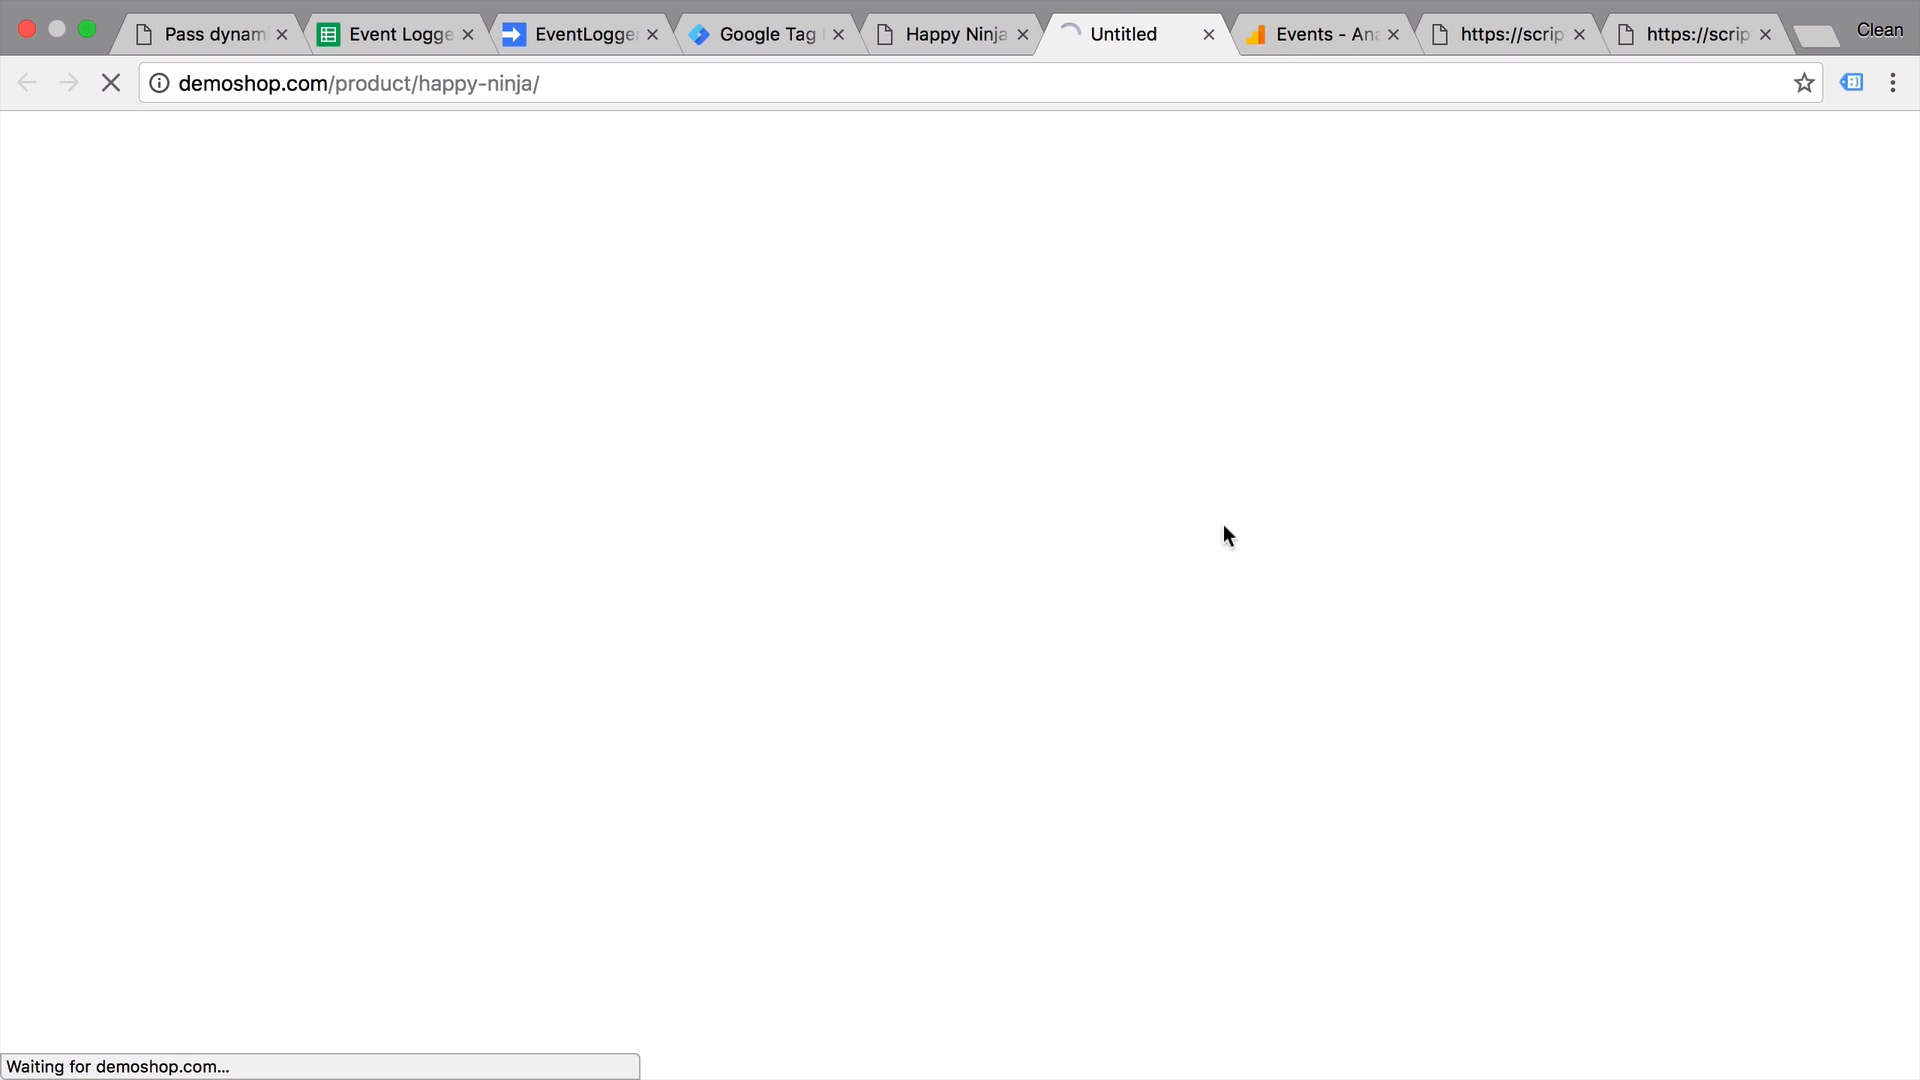 Pass dynam
Event Logge
EventLogge
Google Tag
Happy Ninja
Untitled
Events - Ana
https://scrip
https://scrip
Clean
demoshop.com/product/happy-ninja/
Waiting for demoshop.com...